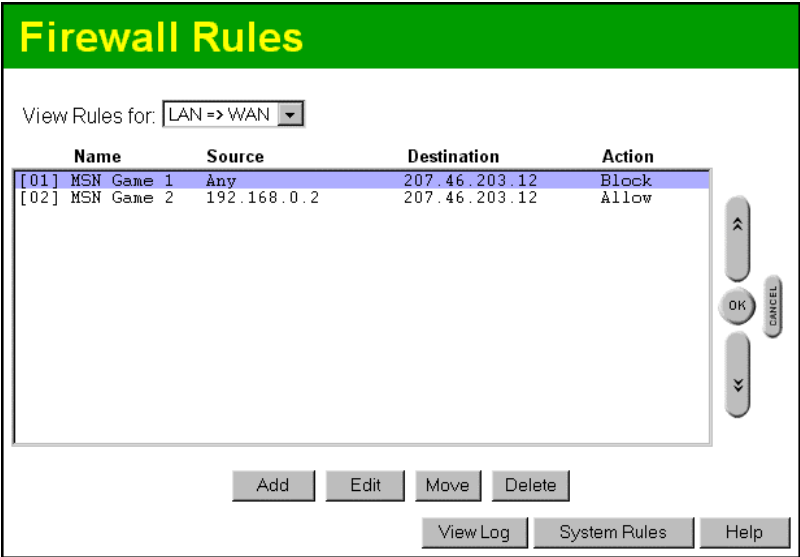 Firewall Rules
View Rules for: LAN => WAN
Name Source Destination Action
[01] MSN Game 1 Any 207.46.203.12 Block
[02] MSN Game 2 192.168.0.2 207.46.203.12 Allow
OK
CANCEL
Add Edit Move Delete
View Log System Rules Help